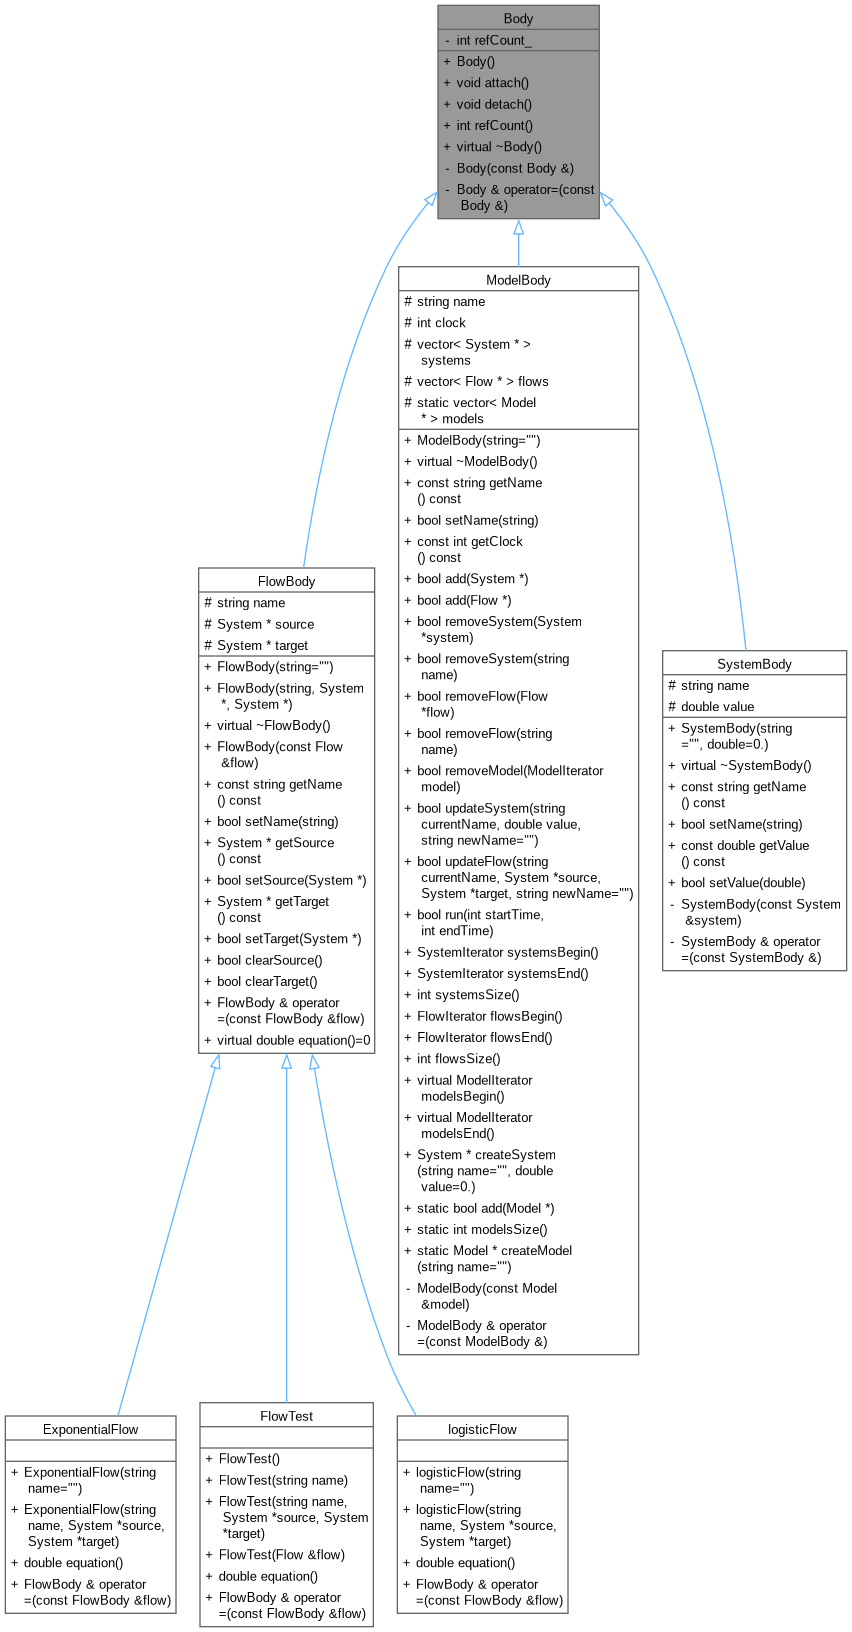 Body
- int refCount_
+ Body()
+ void attach()
+ void detach()
+ int refCount()
+ virtual ~Body()
- Body(const Body &)
- Body & operator=(const
Body &)
ModelBody
# string name
# int clock
# vector< System * >
systems
# vector< Flow * > flows
# static vector< Model
* > models
+ ModelBody(string="")
+ virtual ~ModelBody()
+ const string getName
() const
+ bool setName(string)
+ const int getClock
() const
+ bool add(System *)
+ bool add(Flow *)
+ bool removeSystem(System
*system)
+ bool removeSystem(string
name)
+ bool removeFlow(Flow
*flow)
+ bool removeFlow(string
name)
+ bool removeModel(ModelIterator
model)
+ bool updateSystem(string
currentName, double value,
string newName="")
+ bool updateFlow(string
currentName, System *source,
System *target, string newName="")
+ bool run(int startTime,
int endTime)
+ SystemIterator systemsBegin()
+ SystemIterator systemsEnd()
+ int systemsSize()
+ FlowIterator flowsBegin()
+ FlowIterator flowsEnd()
+ int flowsSize()
+ virtual ModelIterator
modelsBegin()
+ virtual ModelIterator
modelsEnd()
+ System * createSystem
(string name="", double
value=0.)
+ static bool add(Model *)
+ static int modelsSize()
+ static Model * createModel
(string name="")
- ModelBody(const Model
&model)
- ModelBody & operator
=(const ModelBody &)
FlowBody
# string name
# System * source
# System * target
+ FlowBody(string="")
+ FlowBody(string, System
*, System *)
+ virtual ~FlowBody()
+ FlowBody(const Flow
&flow)
+ const string getName
() const
+ bool setName(string)
+ System * getSource
() const
+ bool setSource(System *)
+ System * getTarget
() const
+ bool setTarget(System *)
+ bool clearSource()
+ bool clearTarget()
+ FlowBody & operator
=(const FlowBody &flow)
+ virtual double equation()=0
SystemBody
# string name
# double value
+ SystemBody(string
="", double=0.)
+ virtual ~SystemBody()
+ const string getName
() const
+ bool setName(string)
+ const double getValue
() const
+ bool setValue(double)
- SystemBody(const System
&system)
- SystemBody & operator
=(const SystemBody &)
ExponentialFlow
+ ExponentialFlow(string
name="")
+ ExponentialFlow(string
name, System *source,
System *target)
+ double equation()
+ FlowBody & operator
=(const FlowBody &flow)
FlowTest
+ FlowTest()
+ FlowTest(string name)
+ FlowTest(string name,
System *source, System
*target)
+ FlowTest(Flow &flow)
+ double equation()
+ FlowBody & operator
=(const FlowBody &flow)
logisticFlow
+ logisticFlow(string
name="")
+ logisticFlow(string
name, System *source,
System *target)
+ double equation()
+ FlowBody & operator
=(const FlowBody &flow)